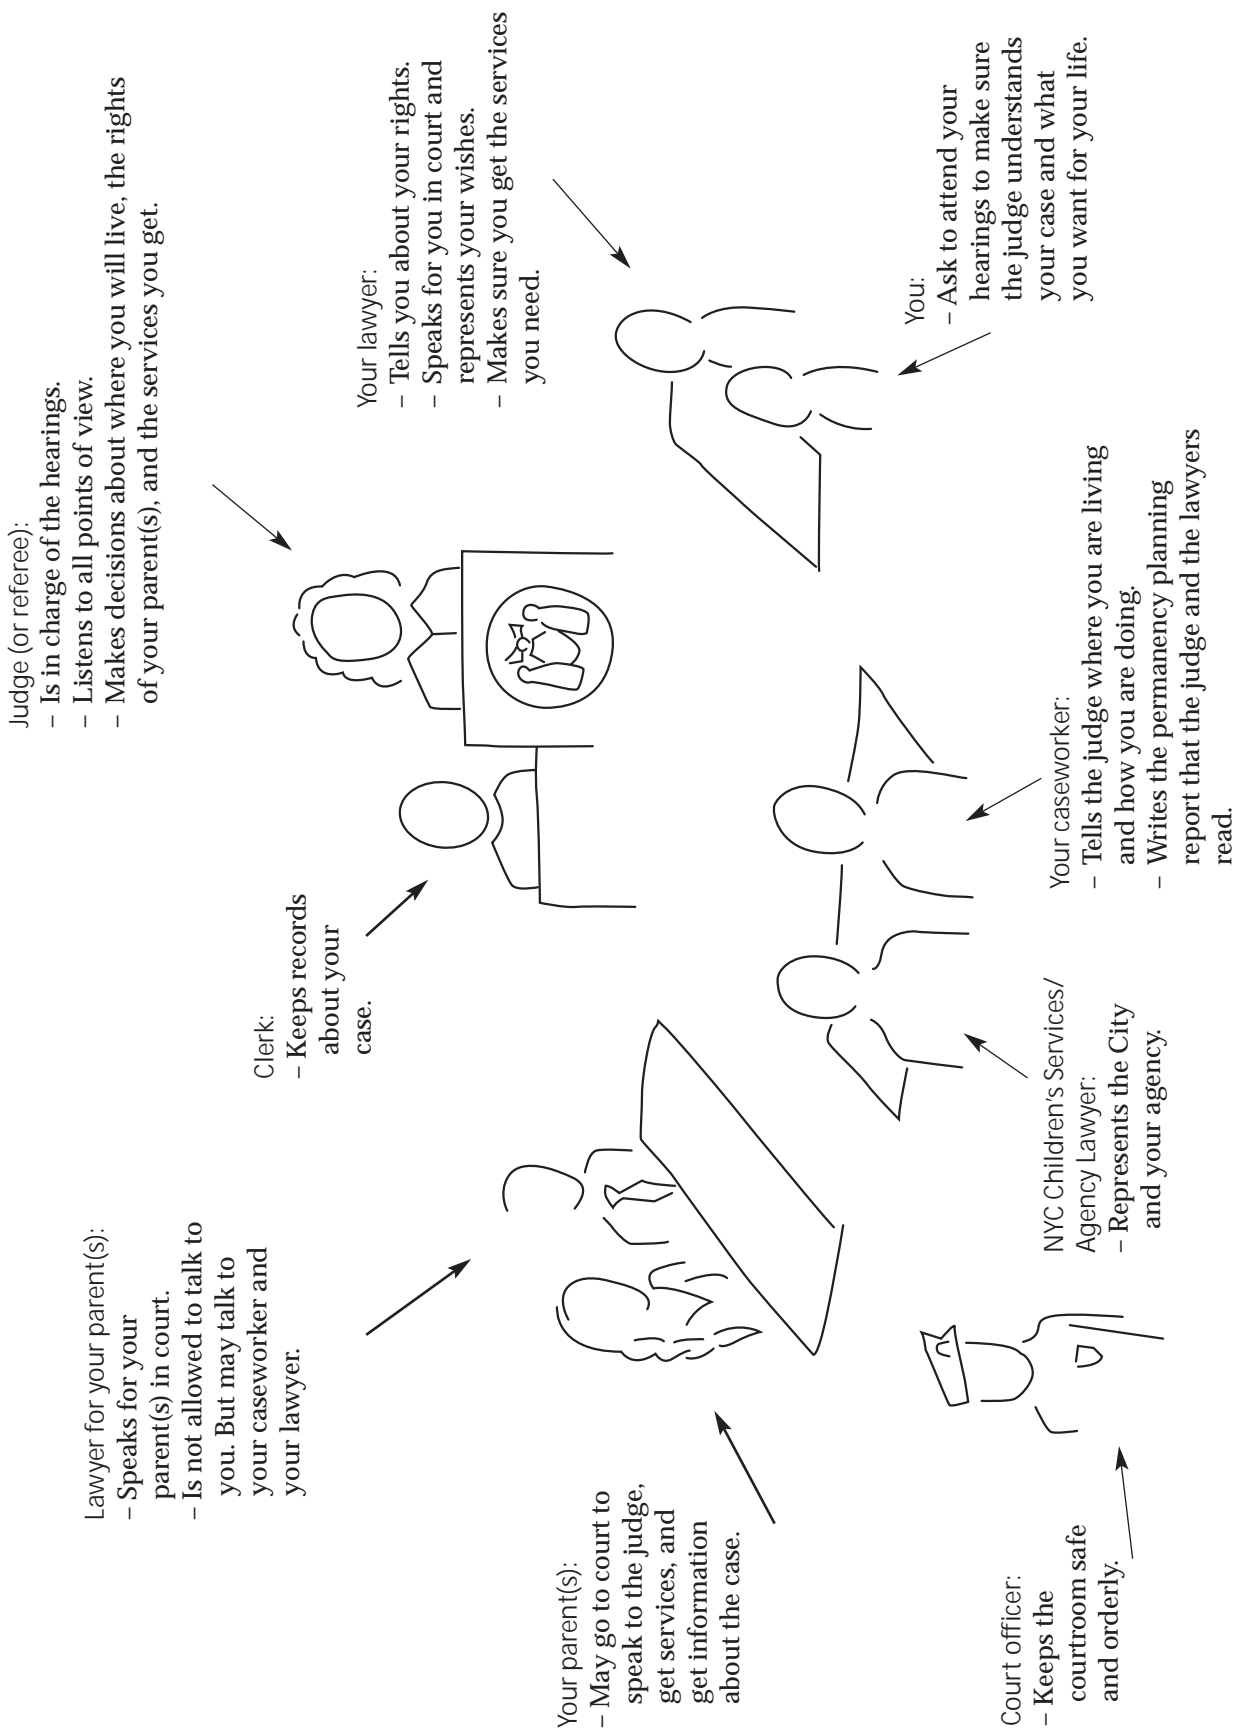 Judge (or referee):
– Is in charge of the hearings.
– Listens to all points of view.
– Makes decisions about where you will live, the rights
of your parent(s), and the services you get.
Lawyer for your parent(s):
– Speaks for your
parent(s) in court.
– Is not allowed to talk to
you. But may talk to
your caseworker and
your lawyer.
Clerk:
– Keeps records
about your
case.
Your lawyer:
– Tells you about your rights.
– Speaks for you in court and
represents your wishes.
– Makes sure you get the services
you need.
Your parent(s):
– May go to court to
speak to the judge,
get services, and
get information
about the case.
You:
– Ask to attend your
hearings to make sure
the judge understands
your case and what
you want for your life.
Court officer:
– Keeps the
courtroom safe
and orderly.
NYC Children's Services/
Agency Lawyer:
– Represents the City
and your agency.
Your caseworker:
– Tells the judge where you are living
and how you are doing.
– Writes the permanency planning
report that the judge and the lawyers
read.